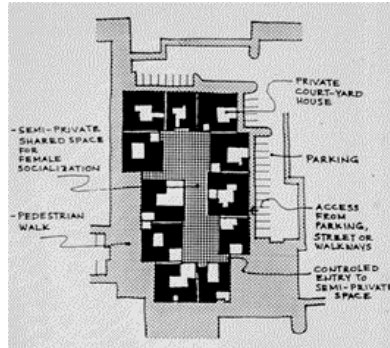 PRIVATE
COURT-YARD
HOUSE
-SEMI-PRIVATE
SHARED SPACE
FOR
FEMALE
SOCIALIZATION
PARKING
-PEDESTRIAN
WALK
ACCESS
FROM
PARKING,
STREET OR
WALKWAYS
CONTROLED
ENTRY TO
SEMI-PRIVATE
SPACE